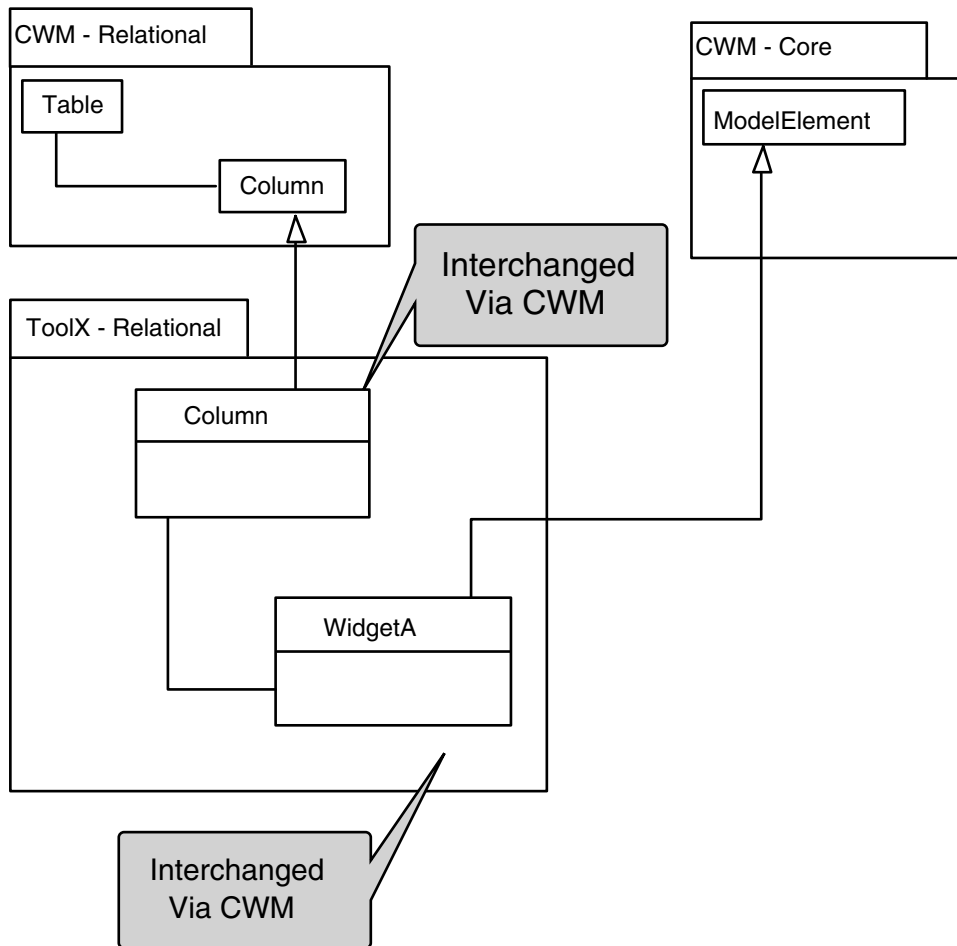 CWM - Relational
CWM - Core
Table
ModelElement
Column
Interchanged
Via CWM
ToolX - Relational
Column
WidgetA
Interchanged
Via CWM